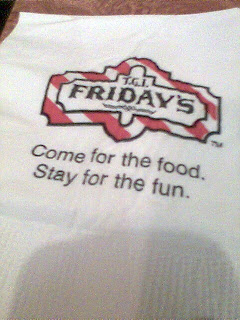 T.G.I.
FRIDAY'S
TM
Come for the food.
Stay for the fun.